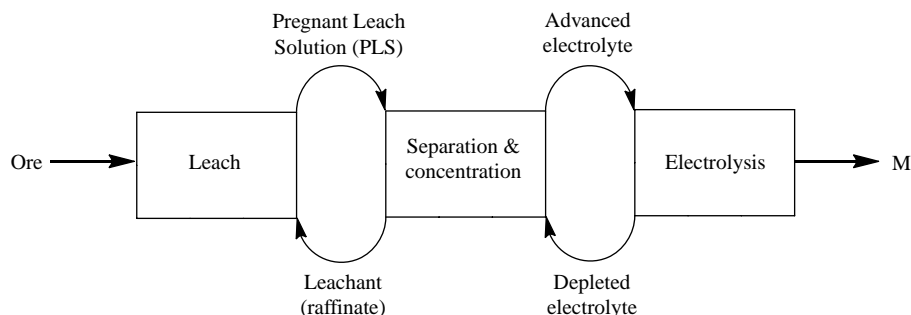 Pregnant Leach
Solution (PLS)
Advanced
electrolyte
Ore
Leach
Separation &
concentration
Electrolysis
M
Leachant
(raffinate)
Depleted
electrolyte